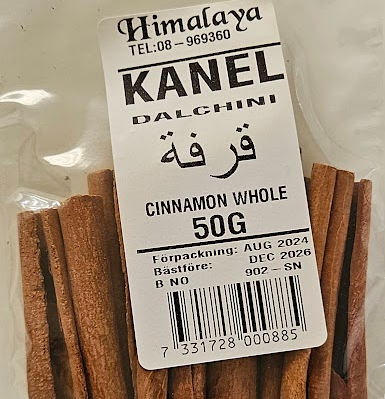 Himalaya
TEL:08-969360
KANEL
DALCHINI
قرفة
CINNAMON WHOLE
50G
Förpackning: AUG 2024
Bästföre: DEC 2026
B NO 902-SN
7 331728 000885